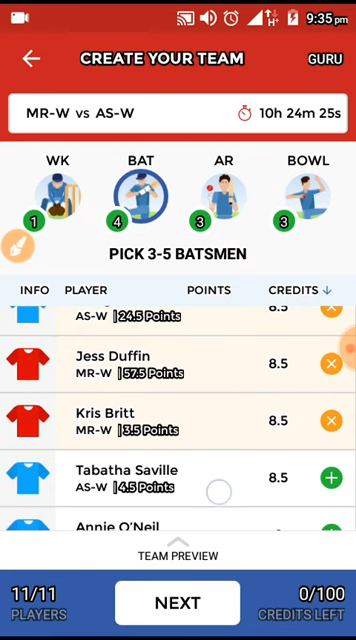 9:35 pm
CREATE YOUR TEAM GURU
MR-W vs AS-W 10h 24m 25s
WK BAT AR BOWL
1 4 3 3
PICK 3-5 BATSMEN
INFO PLAYER POINTS CREDITS ↓
8.5
AS-W | 24.5 Points
Jess Duffin
8.5
MR-W | 57.5 Points
Kris Britt
8.5
MR-W | 3.5 Points
Tabatha Saville
8.5
AS-W | 4.5 Points
Annie O'Neil
TEAM PREVIEW
11/11 NEXT 0/100
PLAYERS CREDITS LEFT